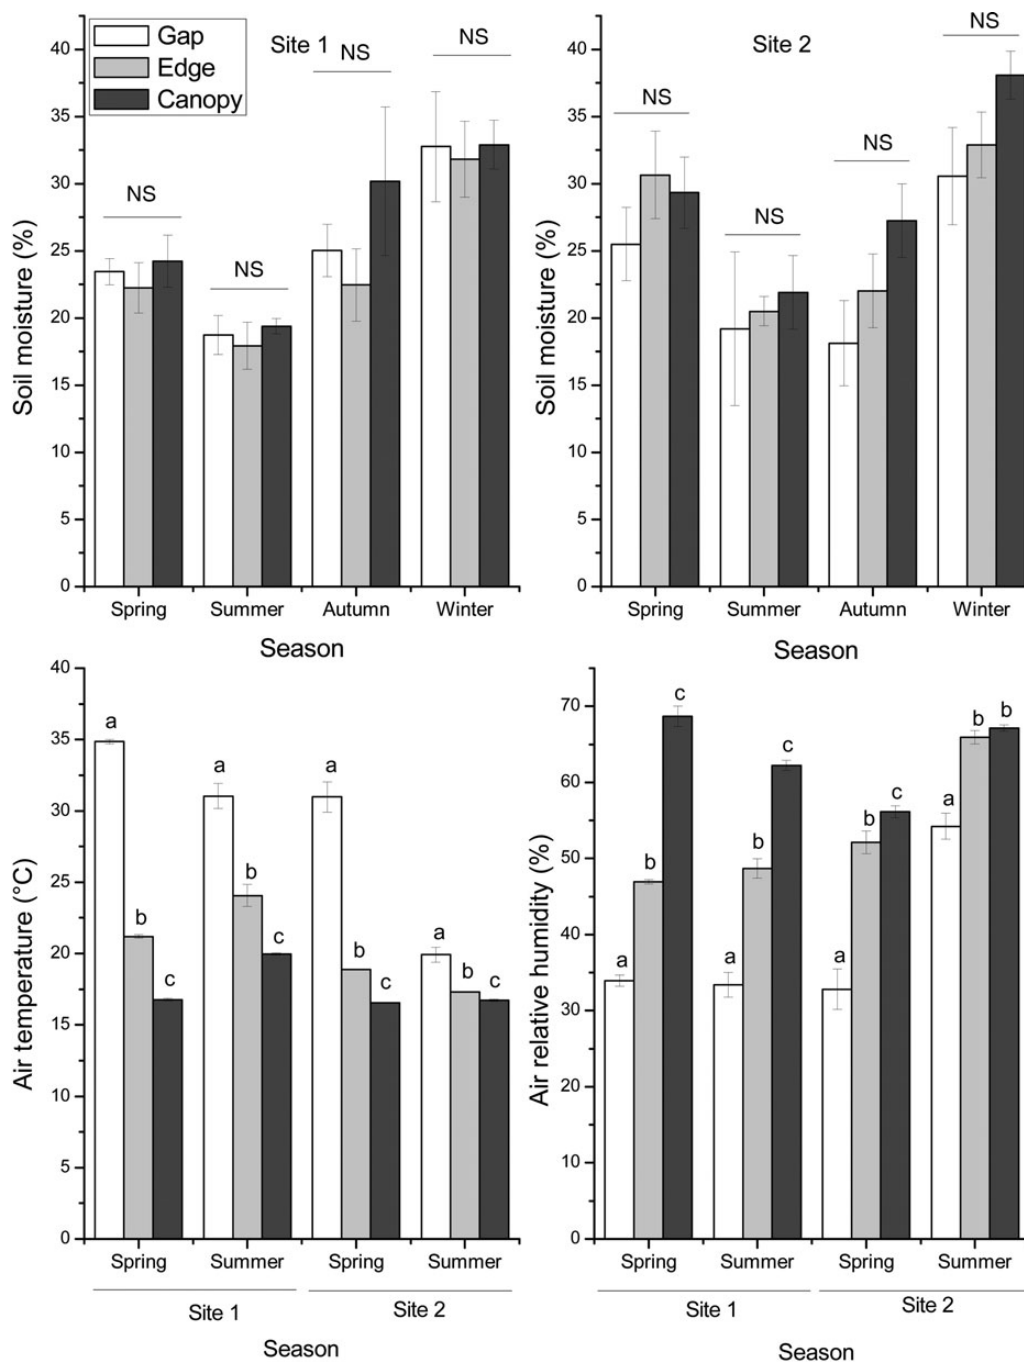 Gap
Edge
Canopy
Site 1
NS
NS
NS
NS
Soil moisture (%)
40
35
30
25
20
15
10
5
0
Spring
Summer
Autumn
Winter
Season
Site 2
NS
NS
NS
NS
Soil moisture (%)
40
35
30
25
20
15
10
5
0
Spring
Summer
Autumn
Winter
Season
Air temperature (°C)
40
35
30
25
20
15
10
5
0
a
b
c
a
b
c
a
b
c
a
b
c
Spring
Summer
Spring
Summer
Site 1
Site 2
Season
Air relative humidity (%)
70
60
50
40
30
20
10
0
a
b
c
a
b
c
a
b
c
a
b
b
Spring
Summer
Spring
Summer
Site 1
Site 2
Season